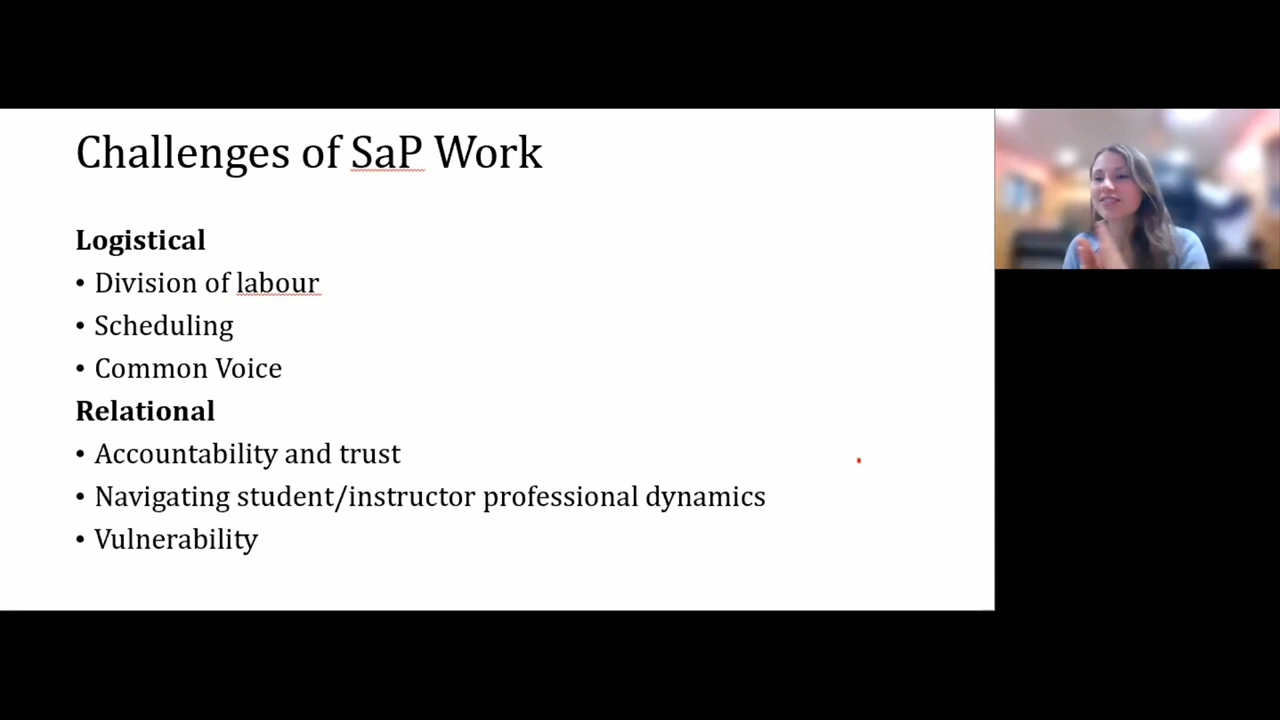 Challenges of SaP Work
Logistical
• Division of labour
• Scheduling
• Common Voice
Relational
• Accountability and trust
• Navigating student/instructor professional dynamics
• Vulnerability